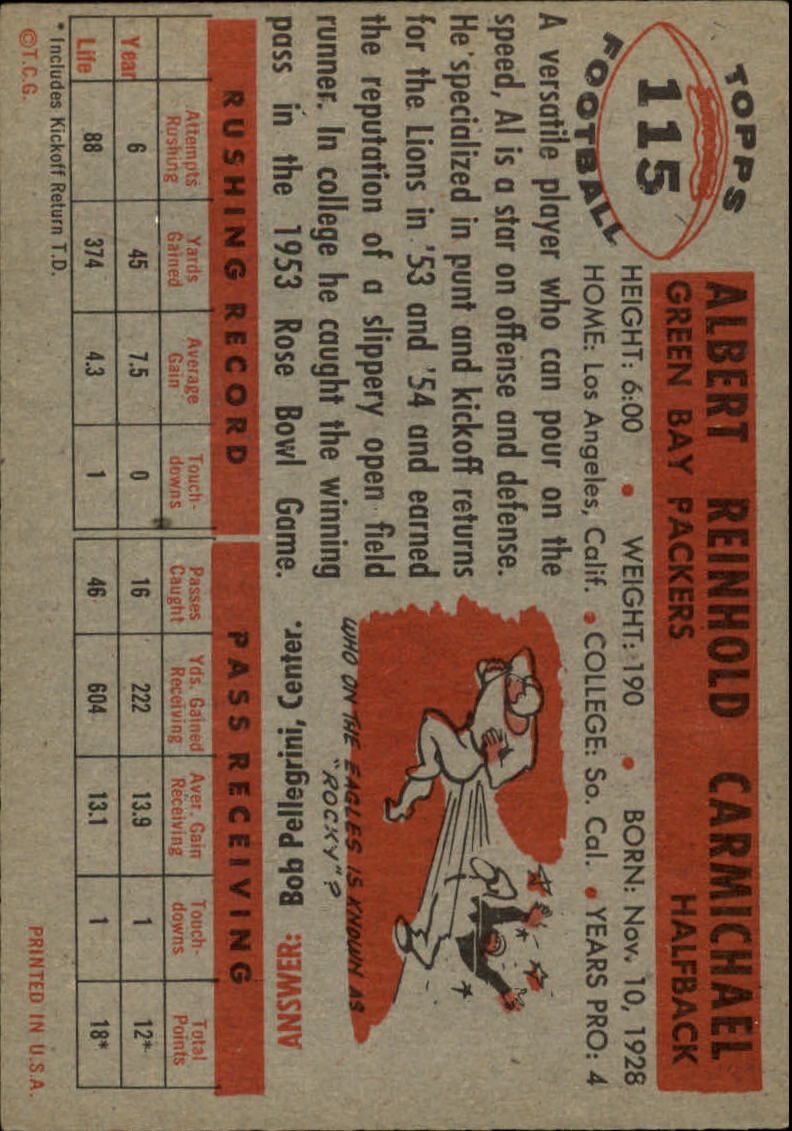 TOPPS
115
FOOTBALL
ALBERT REINHOLD CARMICHAEL
GREEN BAY PACKERS HALFBACK
HEIGHT: 6:00 • WEIGHT: 190 • BORN: Nov. 10, 1928
HOME: Los Angeles, Calif. • COLLEGE: So. Cal. • YEARS PRO: 4
A versatile player who can pour on the
speed, Al is a star on offense and defense.
He specialized in punt and kickoff returns
for the Lions in '53 and '54 and earned
the reputation of a slippery open field
runner. In college he caught the winning
pass in the 1953 Rose Bowl Game.
WHO ON THE EAGLES IS KNOWN AS
"ROCKY"?
ANSWER: Bob Pellegrini, Center.
RUSHING RECORD PASS RECEIVING
Attempts Rushing Yards Gained Average Gain Touch-downs Passes Caught Yds. Gained Receiving Aver. Gain Receiving Touch-downs Total Points
Year 6 45 7.5 0 16 222 13.9 1 12*
Life 88 374 4.3 1 46 604 13.1 1 18*
* Includes Kickoff Return T.D.
©T.C.G. PRINTED IN U.S.A.